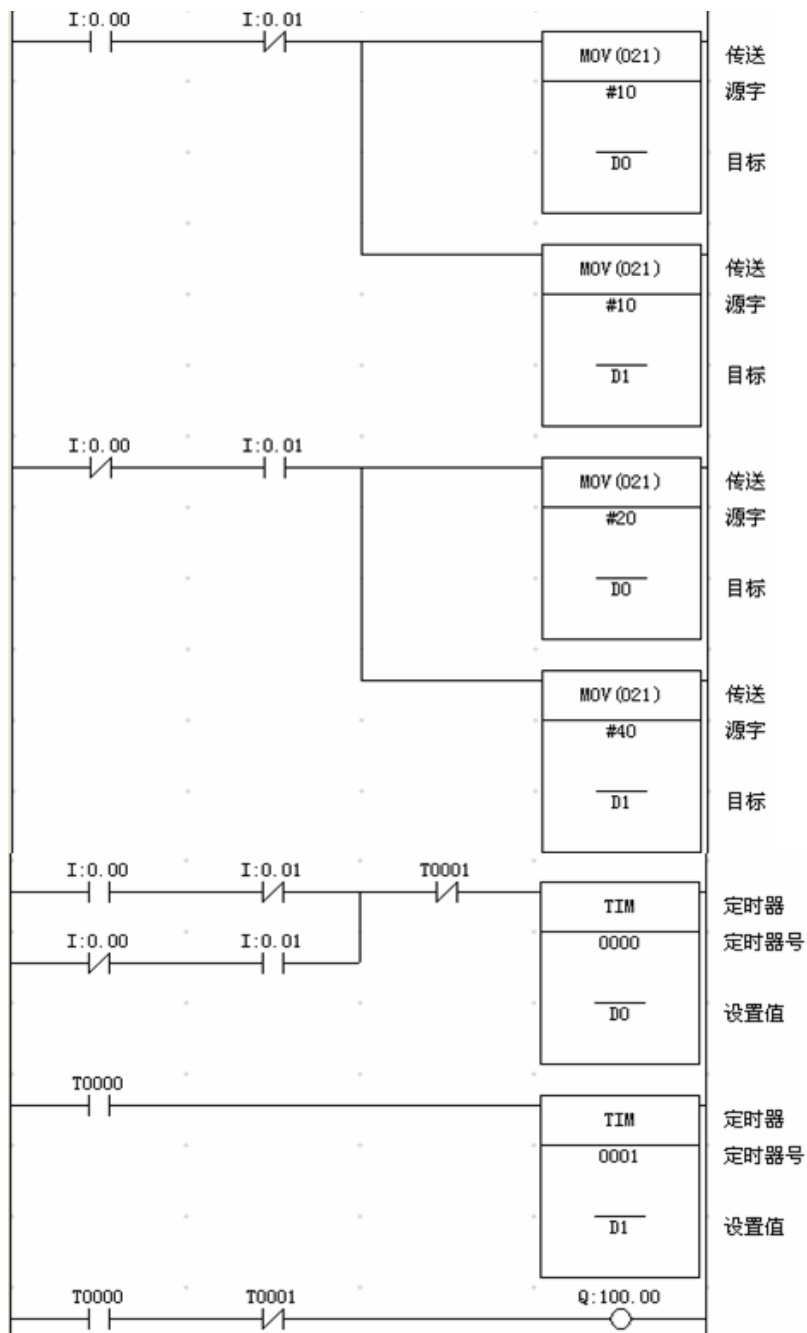 I:0.00 I:0.01
MOV(021) 传送
#10 源字
D0 目标
MOV(021) 传送
#10 源字
D1 目标
I:0.00 I:0.01
MOV(021) 传送
#20 源字
D0 目标
MOV(021) 传送
#40 源字
D1 目标
I:0.00 I:0.01 T0001
TIM 定时器
I:0.00 I:0.01 0000 定时器号
D0 设置值
T0000
TIM 定时器
0001 定时器号
D1 设置值
T0000 T0001 Q:100.00